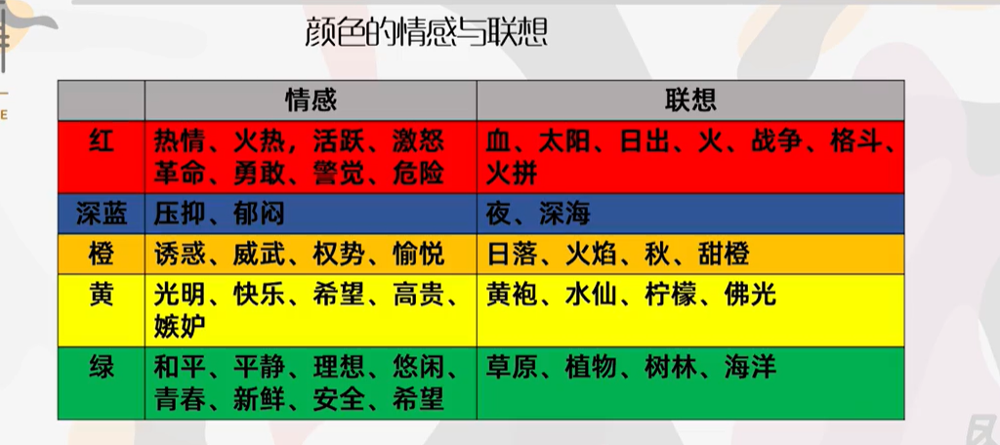 颜色的情感与联想
情感 联想
红 热情、火热，活跃、激怒 血、太阳、日出、火、战争、格斗、
革命、勇敢、警觉、危险 火拼
深蓝 压抑、郁闷 夜、深海
橙 诱惑、威武、权势、愉悦 日落、火焰、秋、甜橙
黄 光明、快乐、希望、高贵、 黄袍、水仙、柠檬、佛光
嫉妒
绿 和平、平静、理想、悠闲、 草原、植物、树林、海洋
青春、新鲜、安全、希望
E